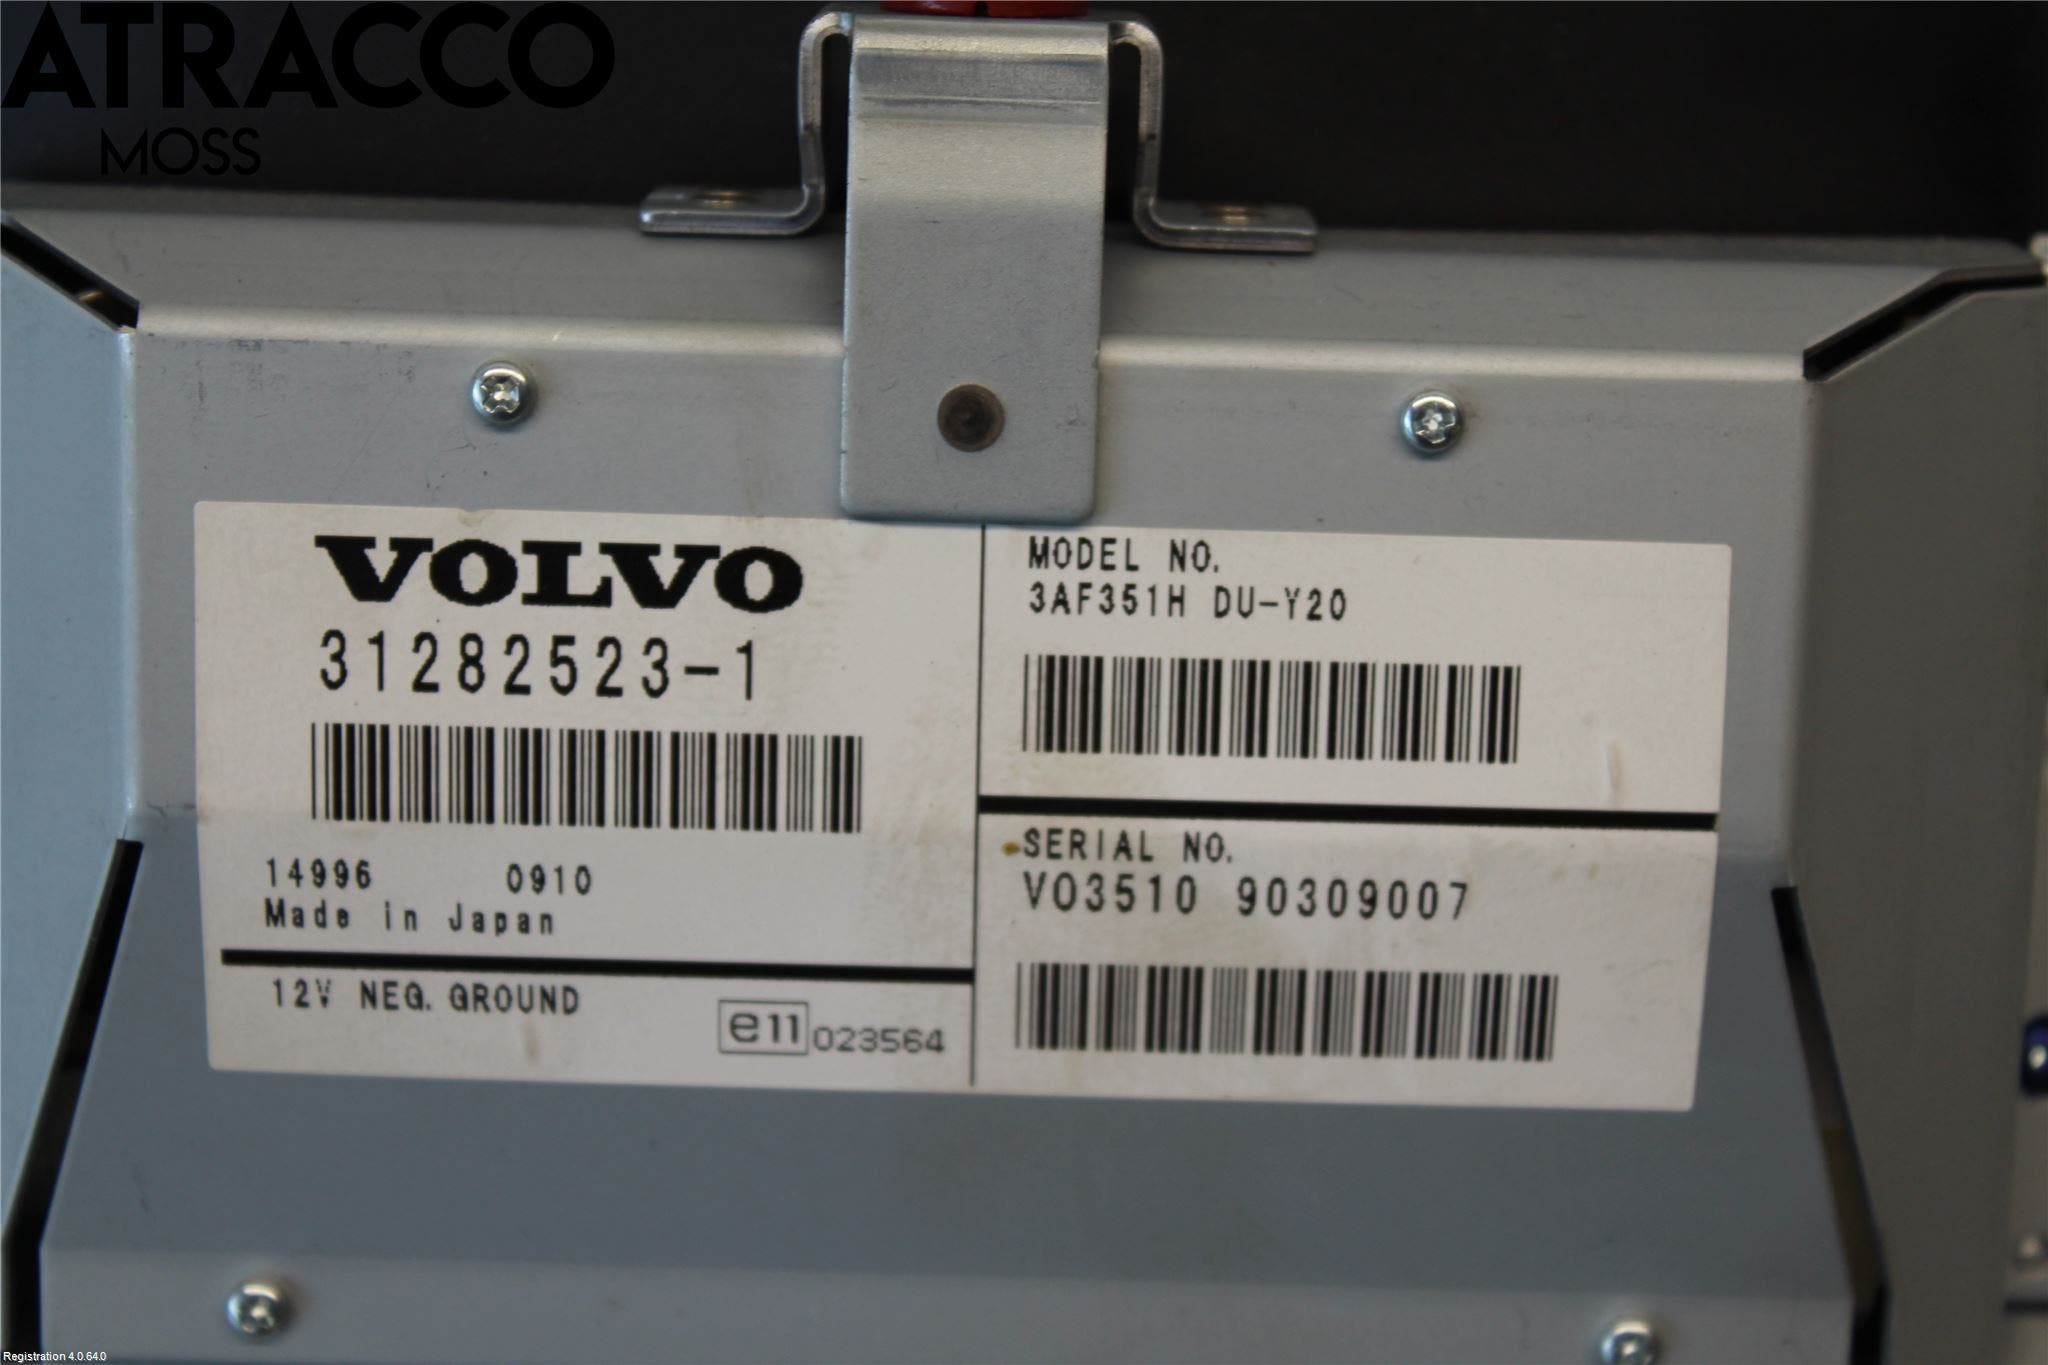 ATRACCO
MOSS
VOLVO
31282523-1
14996 0910
Made in Japan
12V NEG. GROUND
e11 023564
MODEL NO.
3AF351H DU-Y20
SERIAL NO.
VO3510 90309007
Registration 4.0.64.0